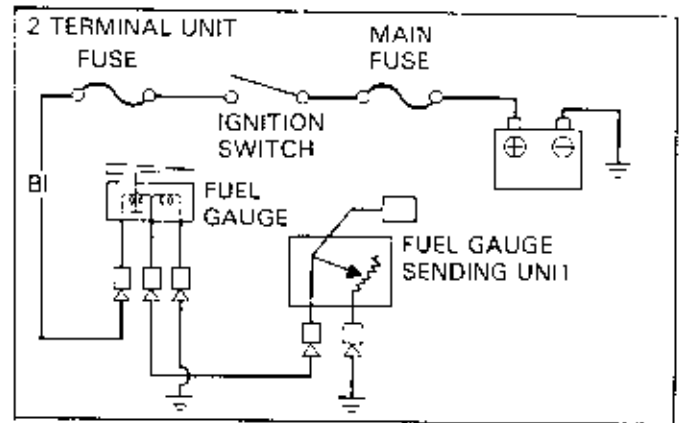 2 TERMINAL UNIT
FUSE
MAIN
FUSE
IGNITION
SWITCH
Bl
FUEL
GAUGE
FUEL GAUGE
SENDING UNIT